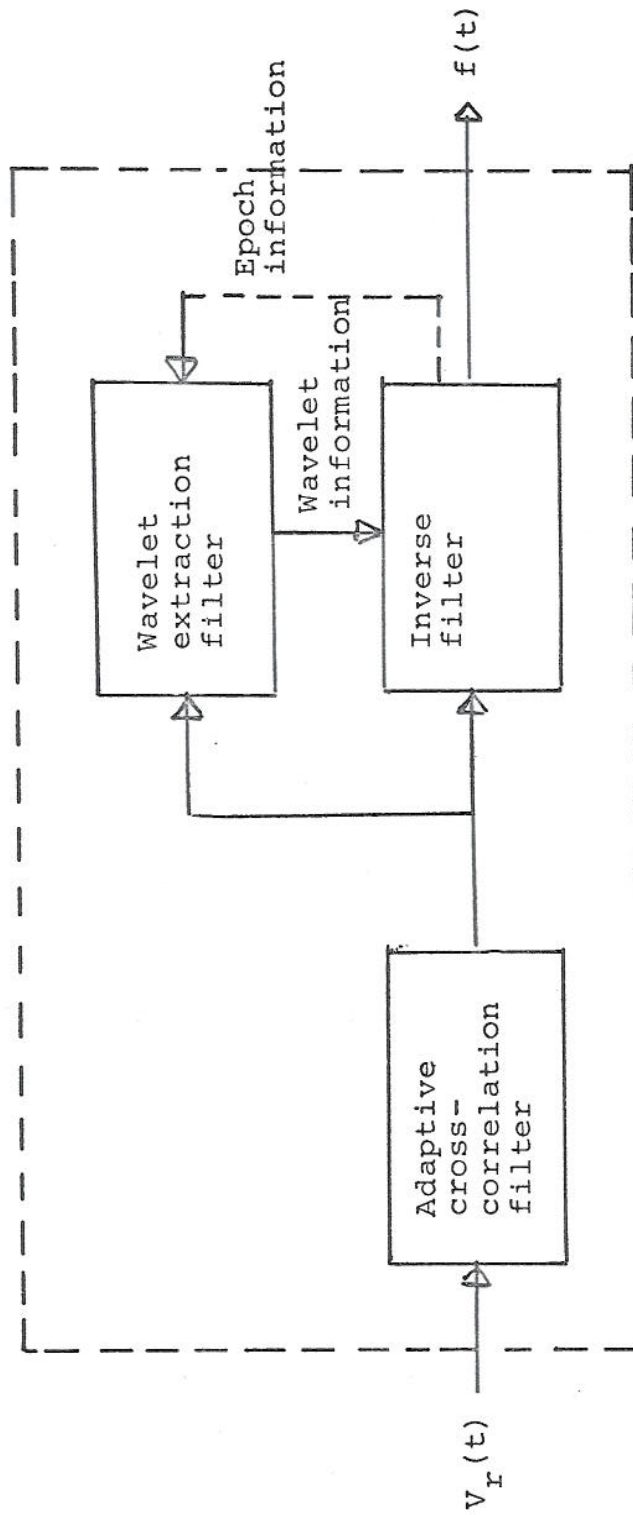 V_r(t)
Adaptive
cross-
correlation
filter
Wavelet
extraction
filter
Epoch
information
Wavelet
information
Inverse
filter
f(t)